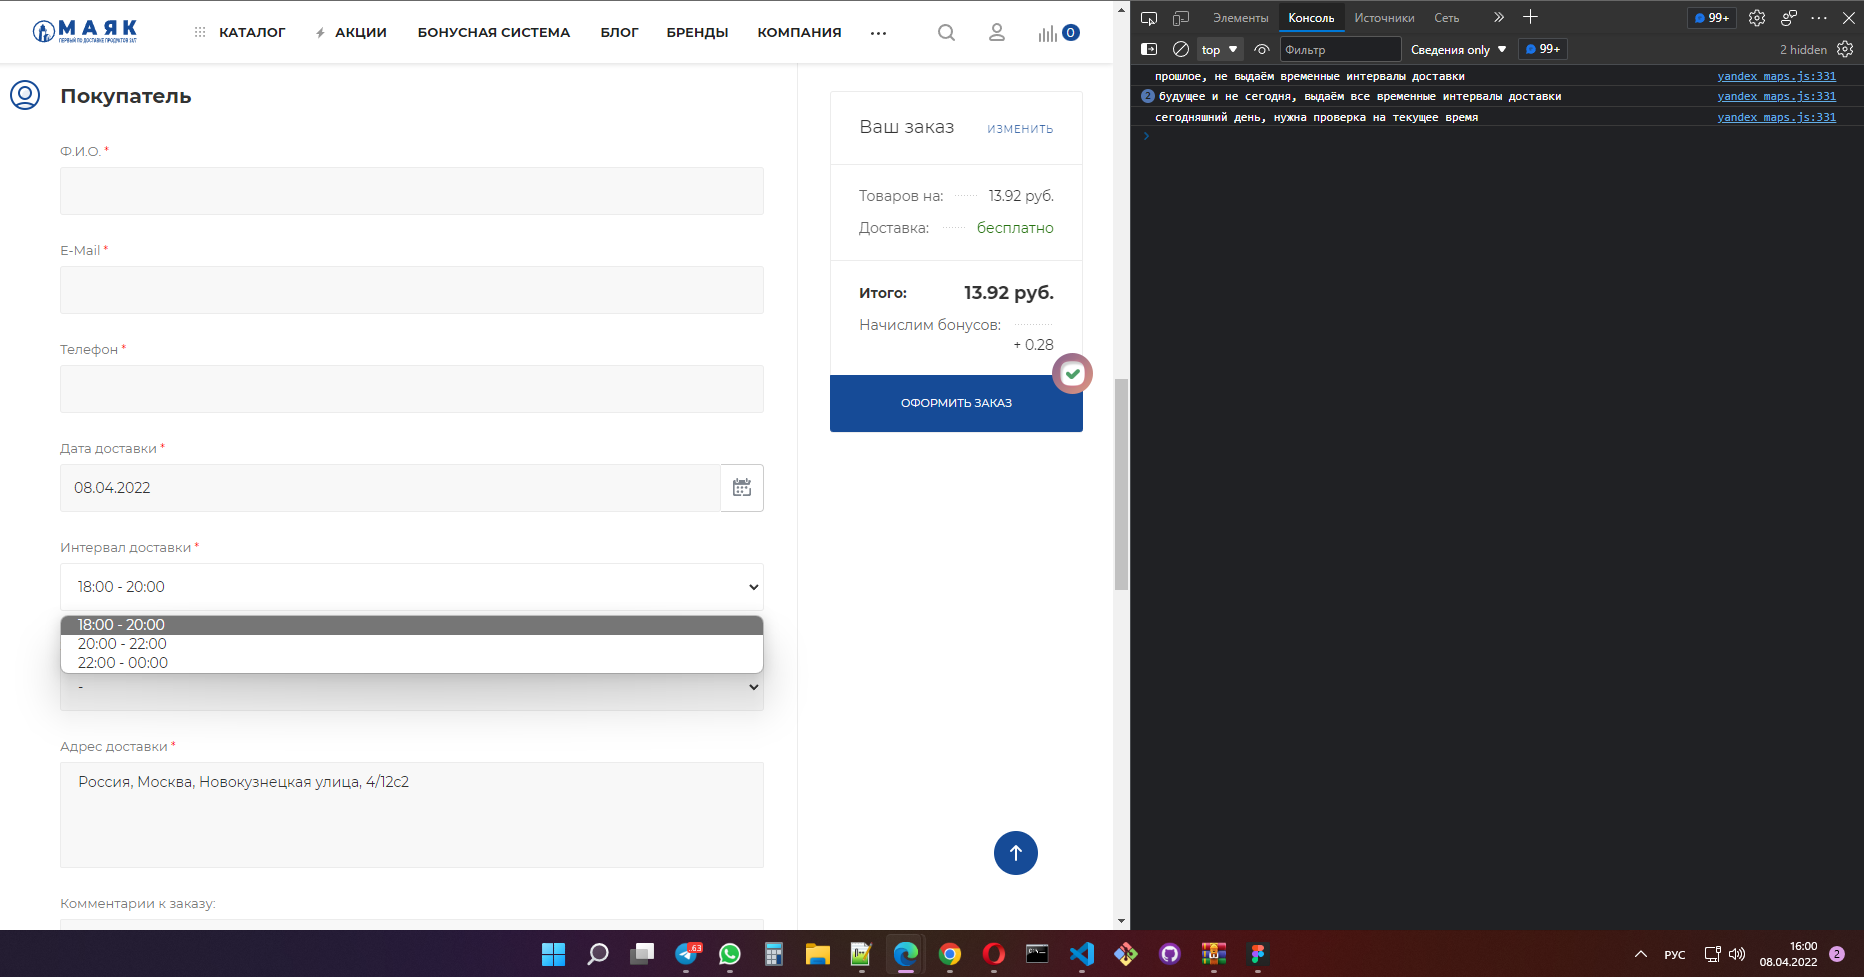 МАЯК
КАТАЛОГ
АКЦИИ
БОНУСНАЯ СИСТЕМА
БЛОГ
БРЕНДЫ
КОМПАНИЯ
0
Покупатель
Ф.И.О. *
E-Mail *
Телефон *
Дата доставки *
08.04.2022
Интервал доставки *
18:00 - 20:00
18:00 - 20:00
20:00 - 22:00
22:00 - 00:00
-
Адрес доставки *
Россия, Москва, Новокузнецкая улица, 4/12с2
Комментарии к заказу:
Ваш заказ
ИЗМЕНИТЬ
Товаров на: 13.92 руб.
Доставка: бесплатно
Итого: 13.92 руб.
Начислим бонусов:
+ 0.28
ОФОРМИТЬ ЗАКАЗ
Элементы
Консоль
Источники
Сеть
99+
top
Фильтр
Сведения only
99+
2 hidden
прошлое, не выдаём временные интервалы доставки yandex_maps.js:331
2 будущее и не сегодня, выдаём все временные интервалы доставки yandex_maps.js:331
сегодняшний день, нужна проверка на текущее время yandex_maps.js:331
63
РУС
16:00
08.04.2022
2